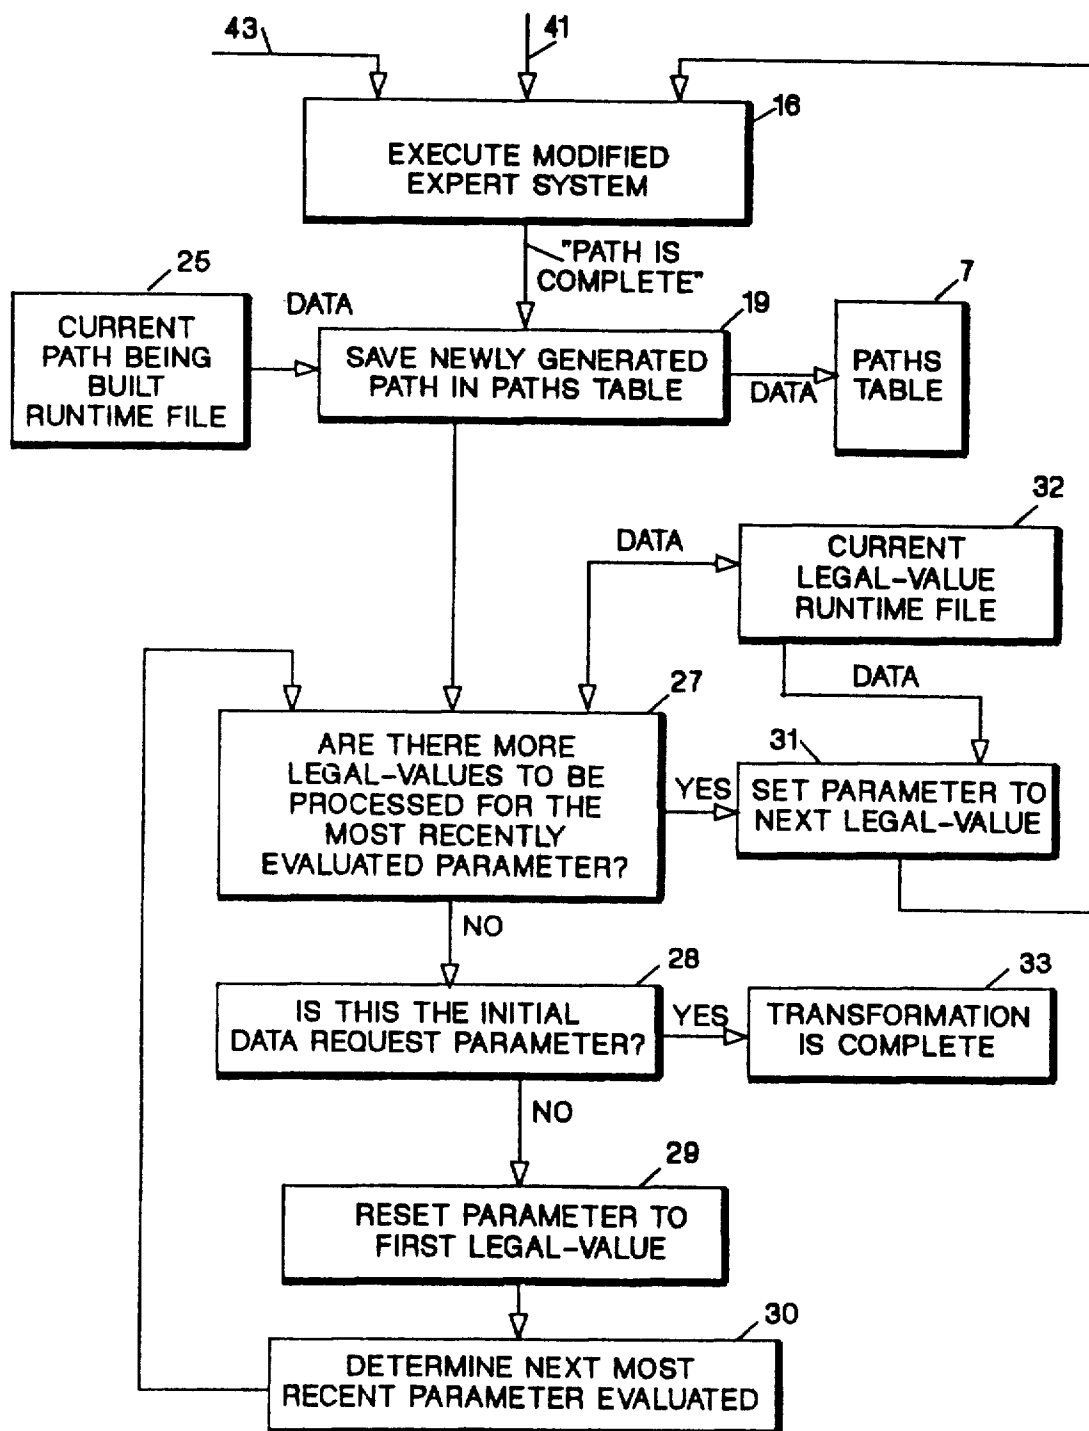 43
41
16
EXECUTE MODIFIED
EXPERT SYSTEM
"PATH IS
COMPLETE"
25
CURRENT
PATH BEING
BUILT
RUNTIME FILE
DATA
19
SAVE NEWLY GENERATED
PATH IN PATHS TABLE
DATA
7
PATHS
TABLE
32
CURRENT
LEGAL-VALUE
RUNTIME FILE
DATA
DATA
27
ARE THERE MORE
LEGAL-VALUES TO BE
PROCESSED FOR THE
MOST RECENTLY
EVALUATED PARAMETER?
YES
31
SET PARAMETER TO
NEXT LEGAL-VALUE
NO
28
IS THIS THE INITIAL
DATA REQUEST PARAMETER?
YES
33
TRANSFORMATION
IS COMPLETE
NO
29
RESET PARAMETER TO
FIRST LEGAL-VALUE
30
DETERMINE NEXT MOST
RECENT PARAMETER EVALUATED